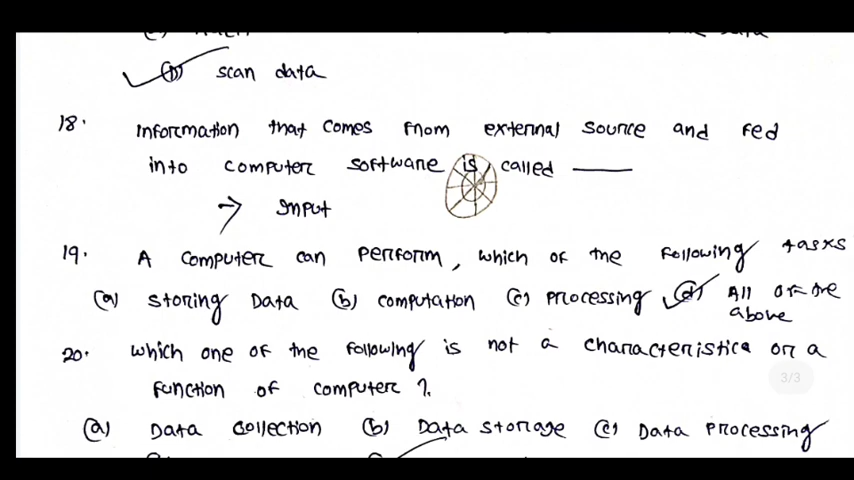 (b) scan data
18. Information that comes from external source and fed
into computer software is called ———
→ Input
19. A computer can perform, which of the following tasks
(a) Storing Data (b) computation (c) processing (d) All of the
above
20. which one of the following is not a characteristics or a
3/3
function of computer ?
(a) Data collection (b) Data storage (c) Data processing